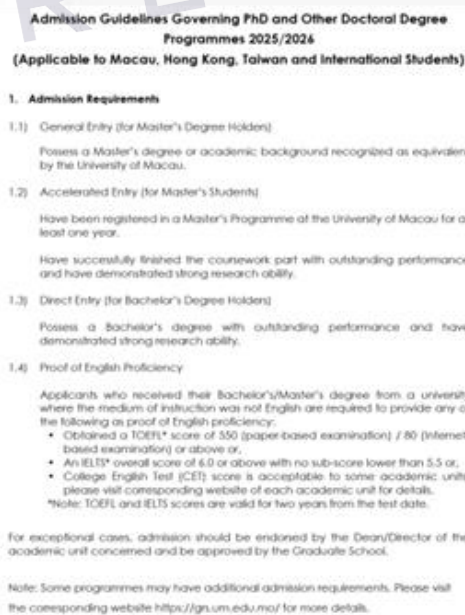 Admission Guidelines Governing PhD and Other Doctoral Degree
Programmes 2025/2026
(Applicable to Macau, Hong Kong, Taiwan and International Students)
1. Admission Requirements
1.1) General Entry (for Master's Degree Holders)
Possess a Master's degree or academic background recognized as equivalen
by the University of Macau.
1.2) Accelerated Entry (for Master's Students)
Have been registered in a Master's Programme at the University of Macau for a
least one year.
Have successfully finished the coursework part with outstanding performance
and have demonstrated strong research ability.
1.3) Direct Entry (for Bachelor's Degree Holders)
Possess a Bachelor's degree with outstanding performance and have
demonstrated strong research ability.
1.4) Proof of English Proficiency
Applicants who received their Bachelor's/Master's degree from a university
where the medium of instruction was not English are required to provide any o
the following as proof of English proficiency:
• Obtained a TOEFL* score of 550 (paper-based examination) / 80 (Internet-
based examination) or above or,
• An IELTS* overall score of 6.0 or above with no sub-score lower than 5.5 or,
• College English Test (CET) score is acceptable to some academic units
please visit corresponding website of each academic unit for details.
*Note: TOEFL and IELTS scores are valid for two years from the test date.
For exceptional cases, admission should be endorsed by the Dean/Director of the
academic unit concerned and be approved by the Graduate School.
Note: Some programmes may have additional admission requirements. Please visit
the corresponding website https://grs.um.edu.mo/ for more details.